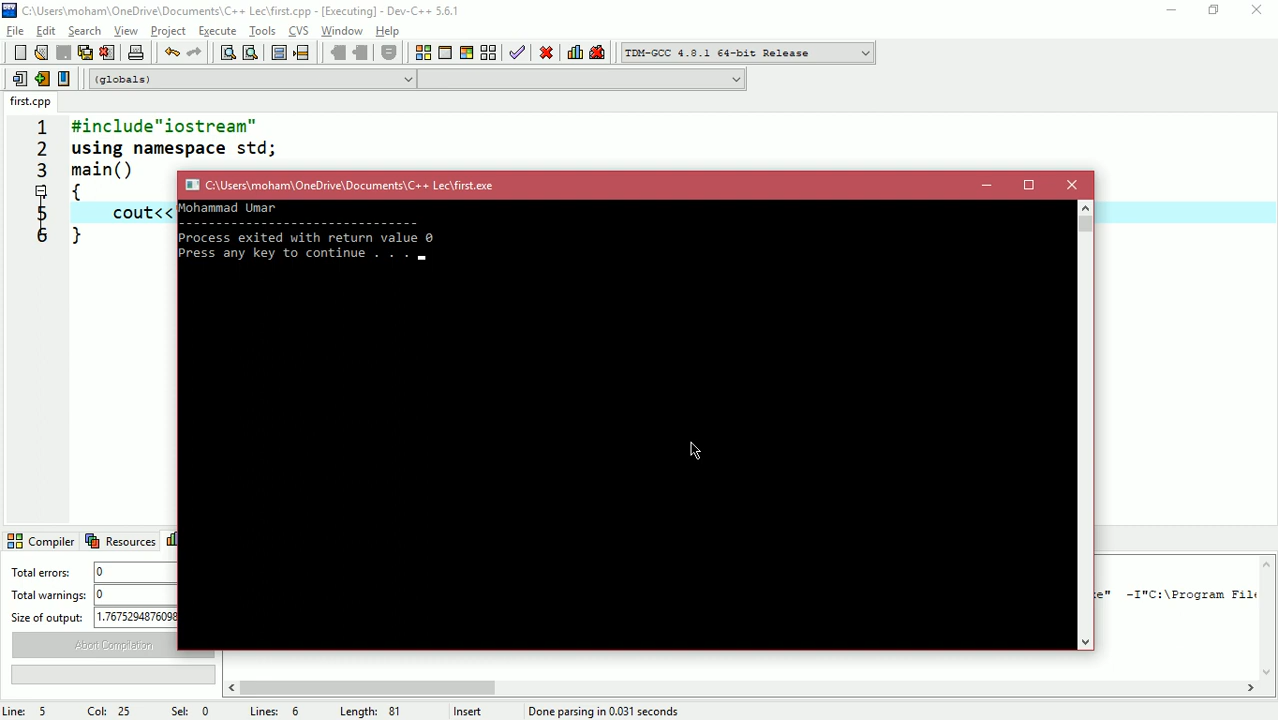 C:\Users\moham\OneDrive\Documents\C++ Lec\first.cpp - [Executing] - Dev-C++ 5.6.1
File Edit Search View Project Execute Tools CVS Window Help
TDM-GCC 4.8.1 64-bit Release
(globals)
first.cpp
1 #include"iostream"
2 using namespace std;
3 main()
4 {
5 cout<<
6 }
C:\Users\moham\OneDrive\Documents\C++ Lec\first.exe
Mohammad Umar
--------------------------------
Process exited with return value 0
Press any key to continue . . .
Compiler Resources
Total errors: 0
Total warnings: 0
Size of output: 1.7675294876098
Abort Compilation
-I"C:\Program File
Line: 5 Col: 25 Sel: 0 Lines: 6 Length: 81 Insert Done parsing in 0.031 seconds